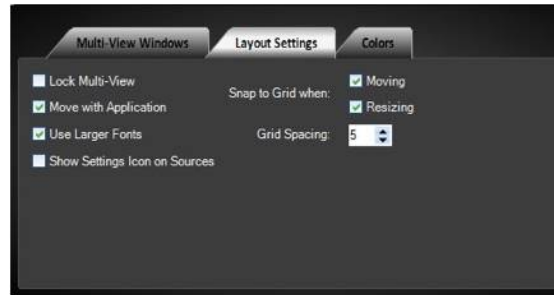 Multi-View Windows Layout Settings Colors
Lock Multi-View
Move with Application
Use Larger Fonts
Show Settings Icon on Sources
Snap to Grid when:
Moving
Resizing
Grid Spacing: 5